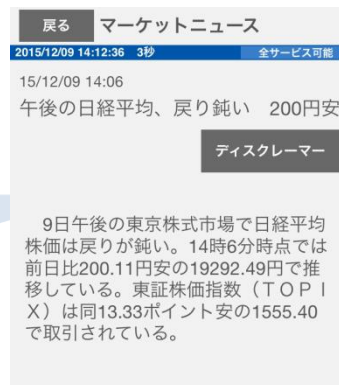 戻る　マーケットニュース
2015/12/09 14:12:36　3秒　全サービス可能
15/12/09 14:06
午後の日経平均、戻り鈍い　200円安
ディスクレーマー
　9日午後の東京株式市場で日経平均
株価は戻りが鈍い。14時6分時点では
前日比200.11円安の19292.49円で推
移している。東証株価指数（ＴＯＰＩ
Ｘ）は同13.33ポイント安の1555.40
で取引されている。